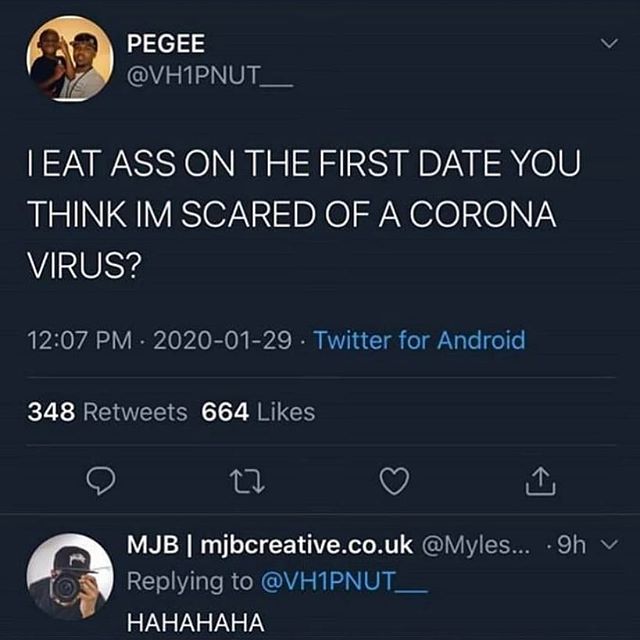 PEGEE
@VH1PNUT__
I EAT ASS ON THE FIRST DATE YOU
THINK IM SCARED OF A CORONA
VIRUS?
12:07 PM · 2020-01-29 · Twitter for Android
348 Retweets 664 Likes
MJB | mjbcreative.co.uk @Myles... · 9h
Replying to @VH1PNUT__
HAHAHAHA